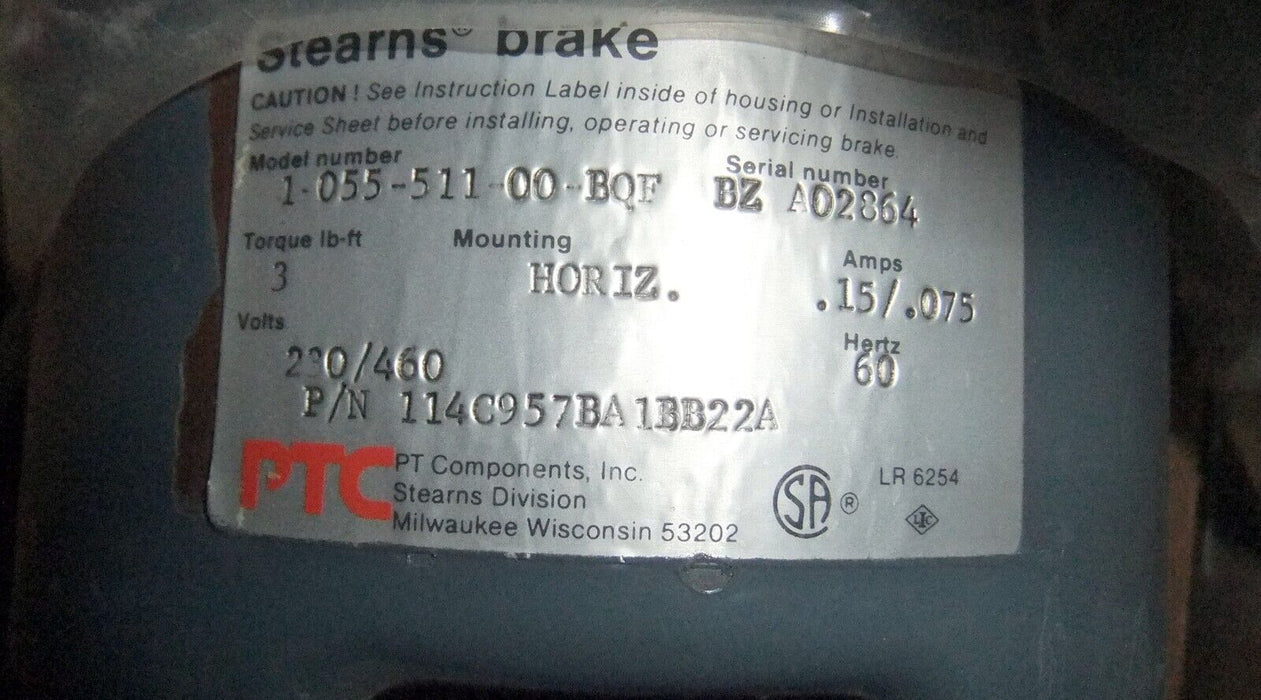 Stearns® brake
CAUTION! See Instruction Label inside of housing or Installation and
Service Sheet before installing, operating or servicing brake.
Model number Serial number
1-055-511-00-BQF BZ A02864
Torque lb-ft Mounting Amps
3 HORIZ. .15/.075
Volts Hertz
230/460 60
P/N 114C957BA1BB22A
PTC PT Components, Inc.
Stearns Division
Milwaukee Wisconsin 53202
SA ® LR 6254